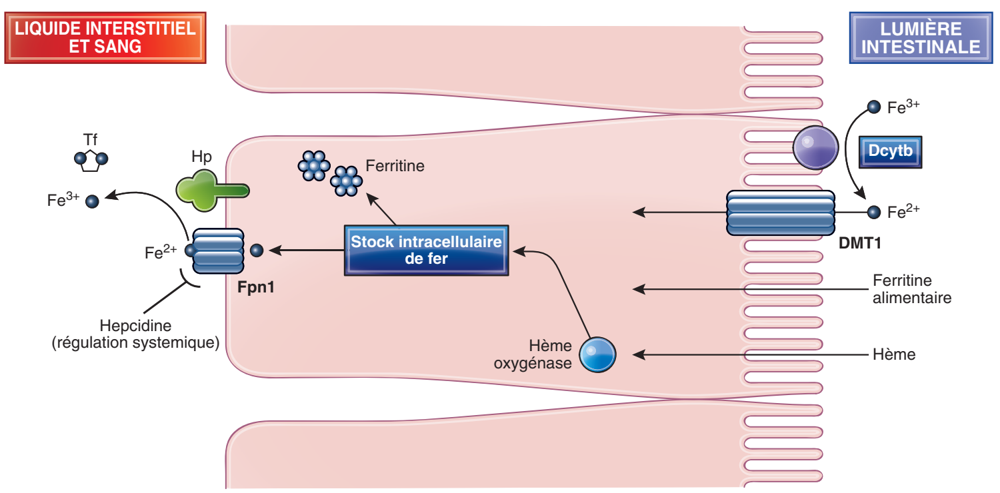 LIQUIDE INTERSTITIEL
ET SANG
LUMIÈRE
INTESTINALE
Tf
Fe³⁺
Hp
Fe²⁺
Fpn1
Hepcidine
(régulation systemique)
Ferritine
Stock intracellulaire
de fer
Hème
oxygénase
Fe³⁺
Dcytb
Fe²⁺
DMT1
Ferritine
alimentaire
Hème